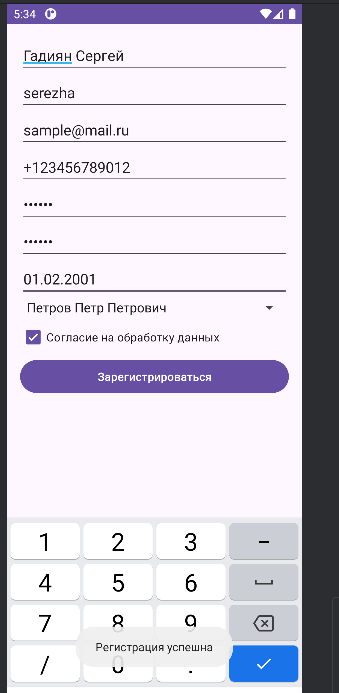 5:34
Гадиян Сергей
serezha
sample@mail.ru
+123456789012
••••••
••••••
01.02.2001
Петров Петр Петрович
Согласие на обработку данных
Зарегистрироваться
1 2 3 –
4 5 6
7 8 9
/ 0 .
Регистрация успешна